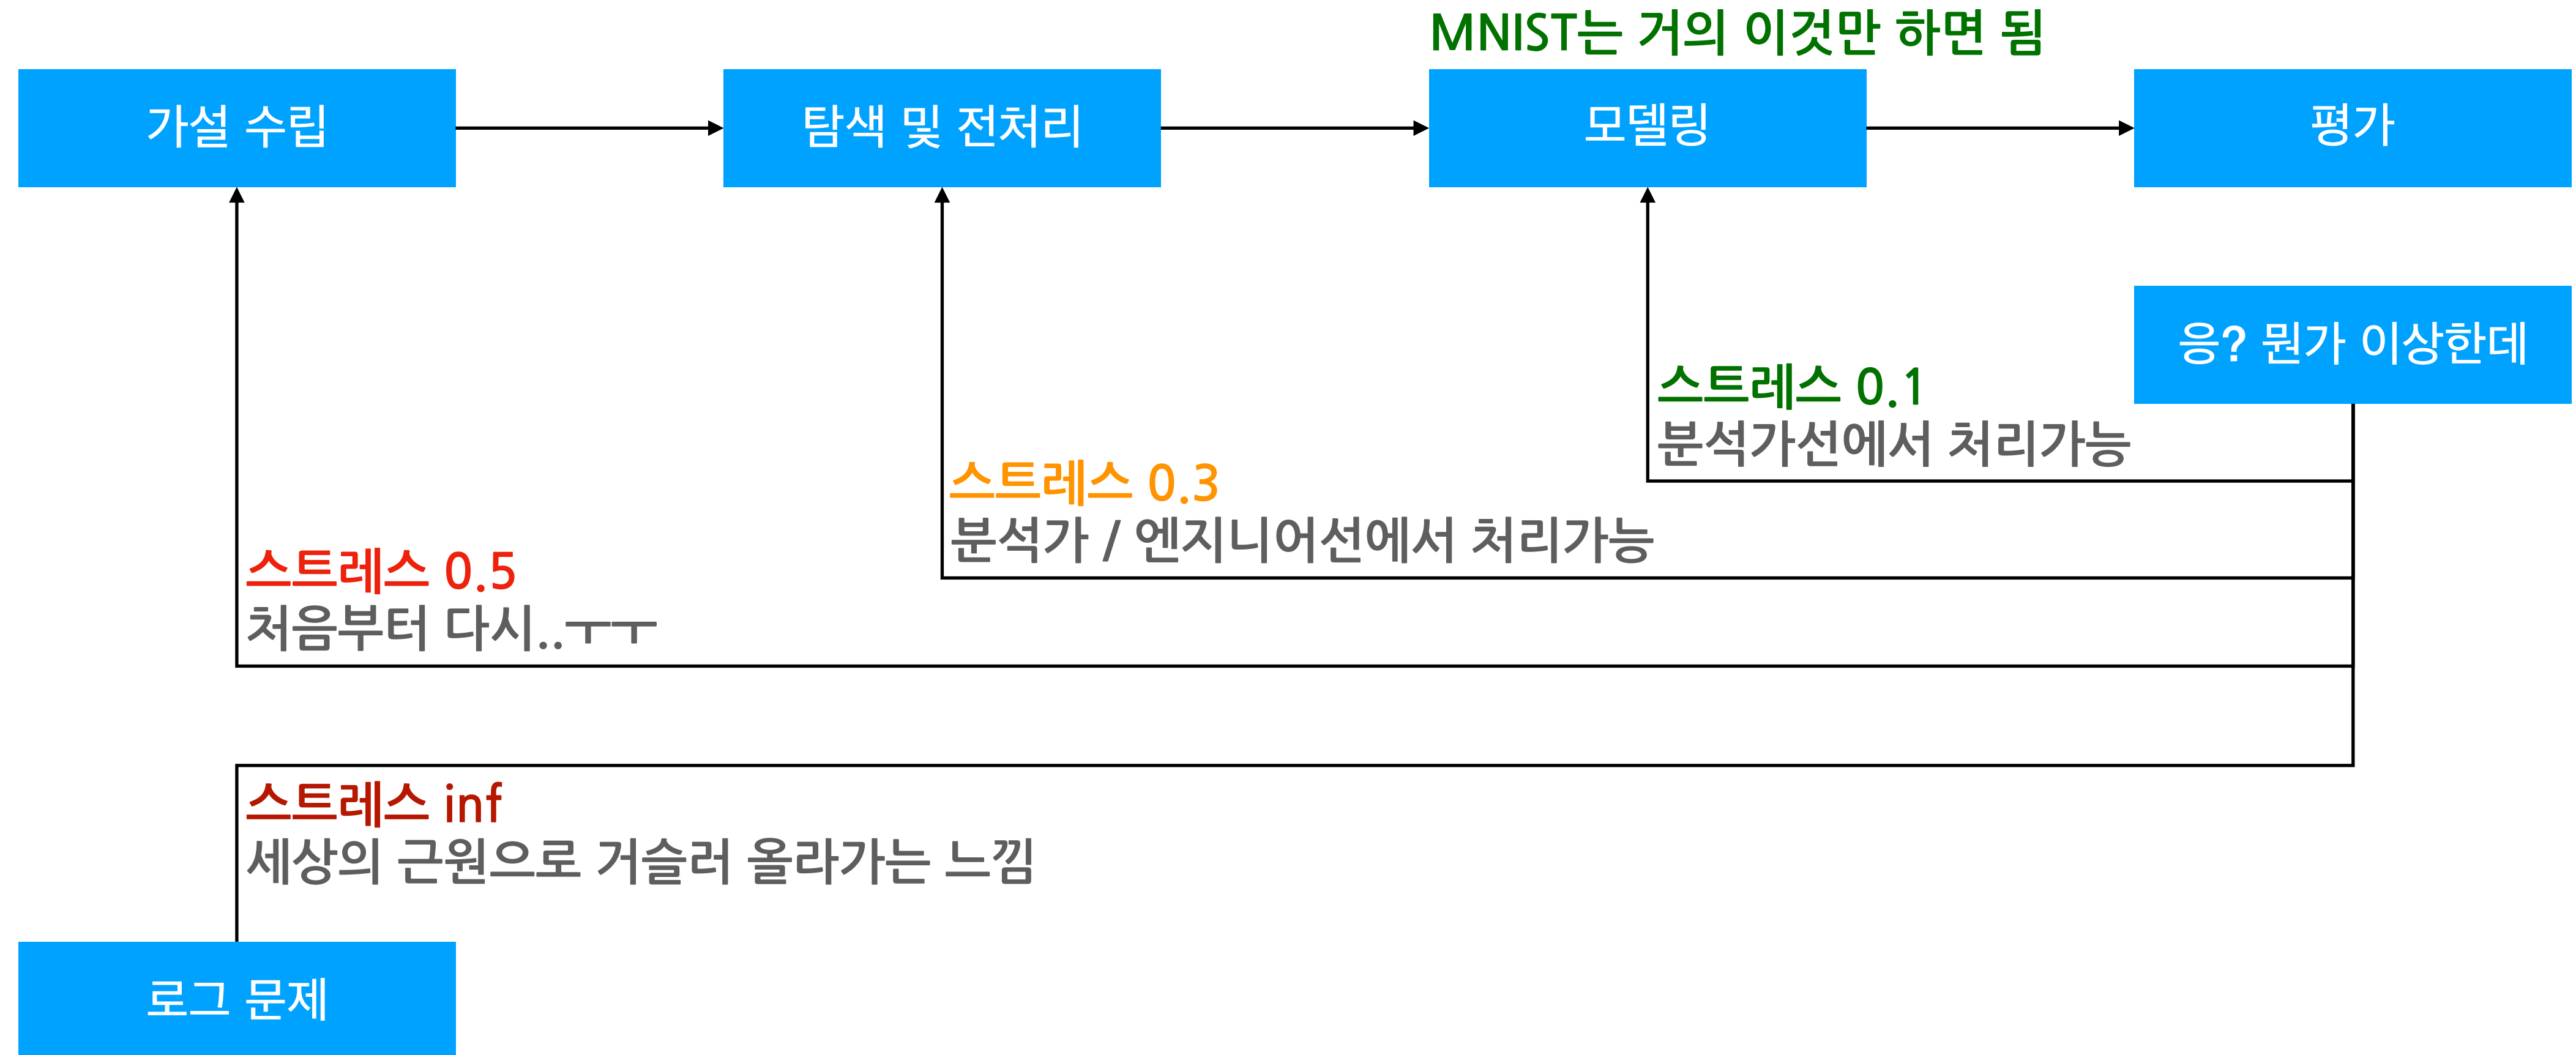 MNIST는 거의 이것만 하면 됨
가설 수립
탐색 및 전처리
모델링
평가
응? 뭔가 이상한데
스트레스 0.1
분석가선에서 처리가능
스트레스 0.3
분석가 / 엔지니어선에서 처리가능
스트레스 0.5
처음부터 다시..ㅜㅜ
스트레스 inf
세상의 근원으로 거슬러 올라가는 느낌
로그 문제